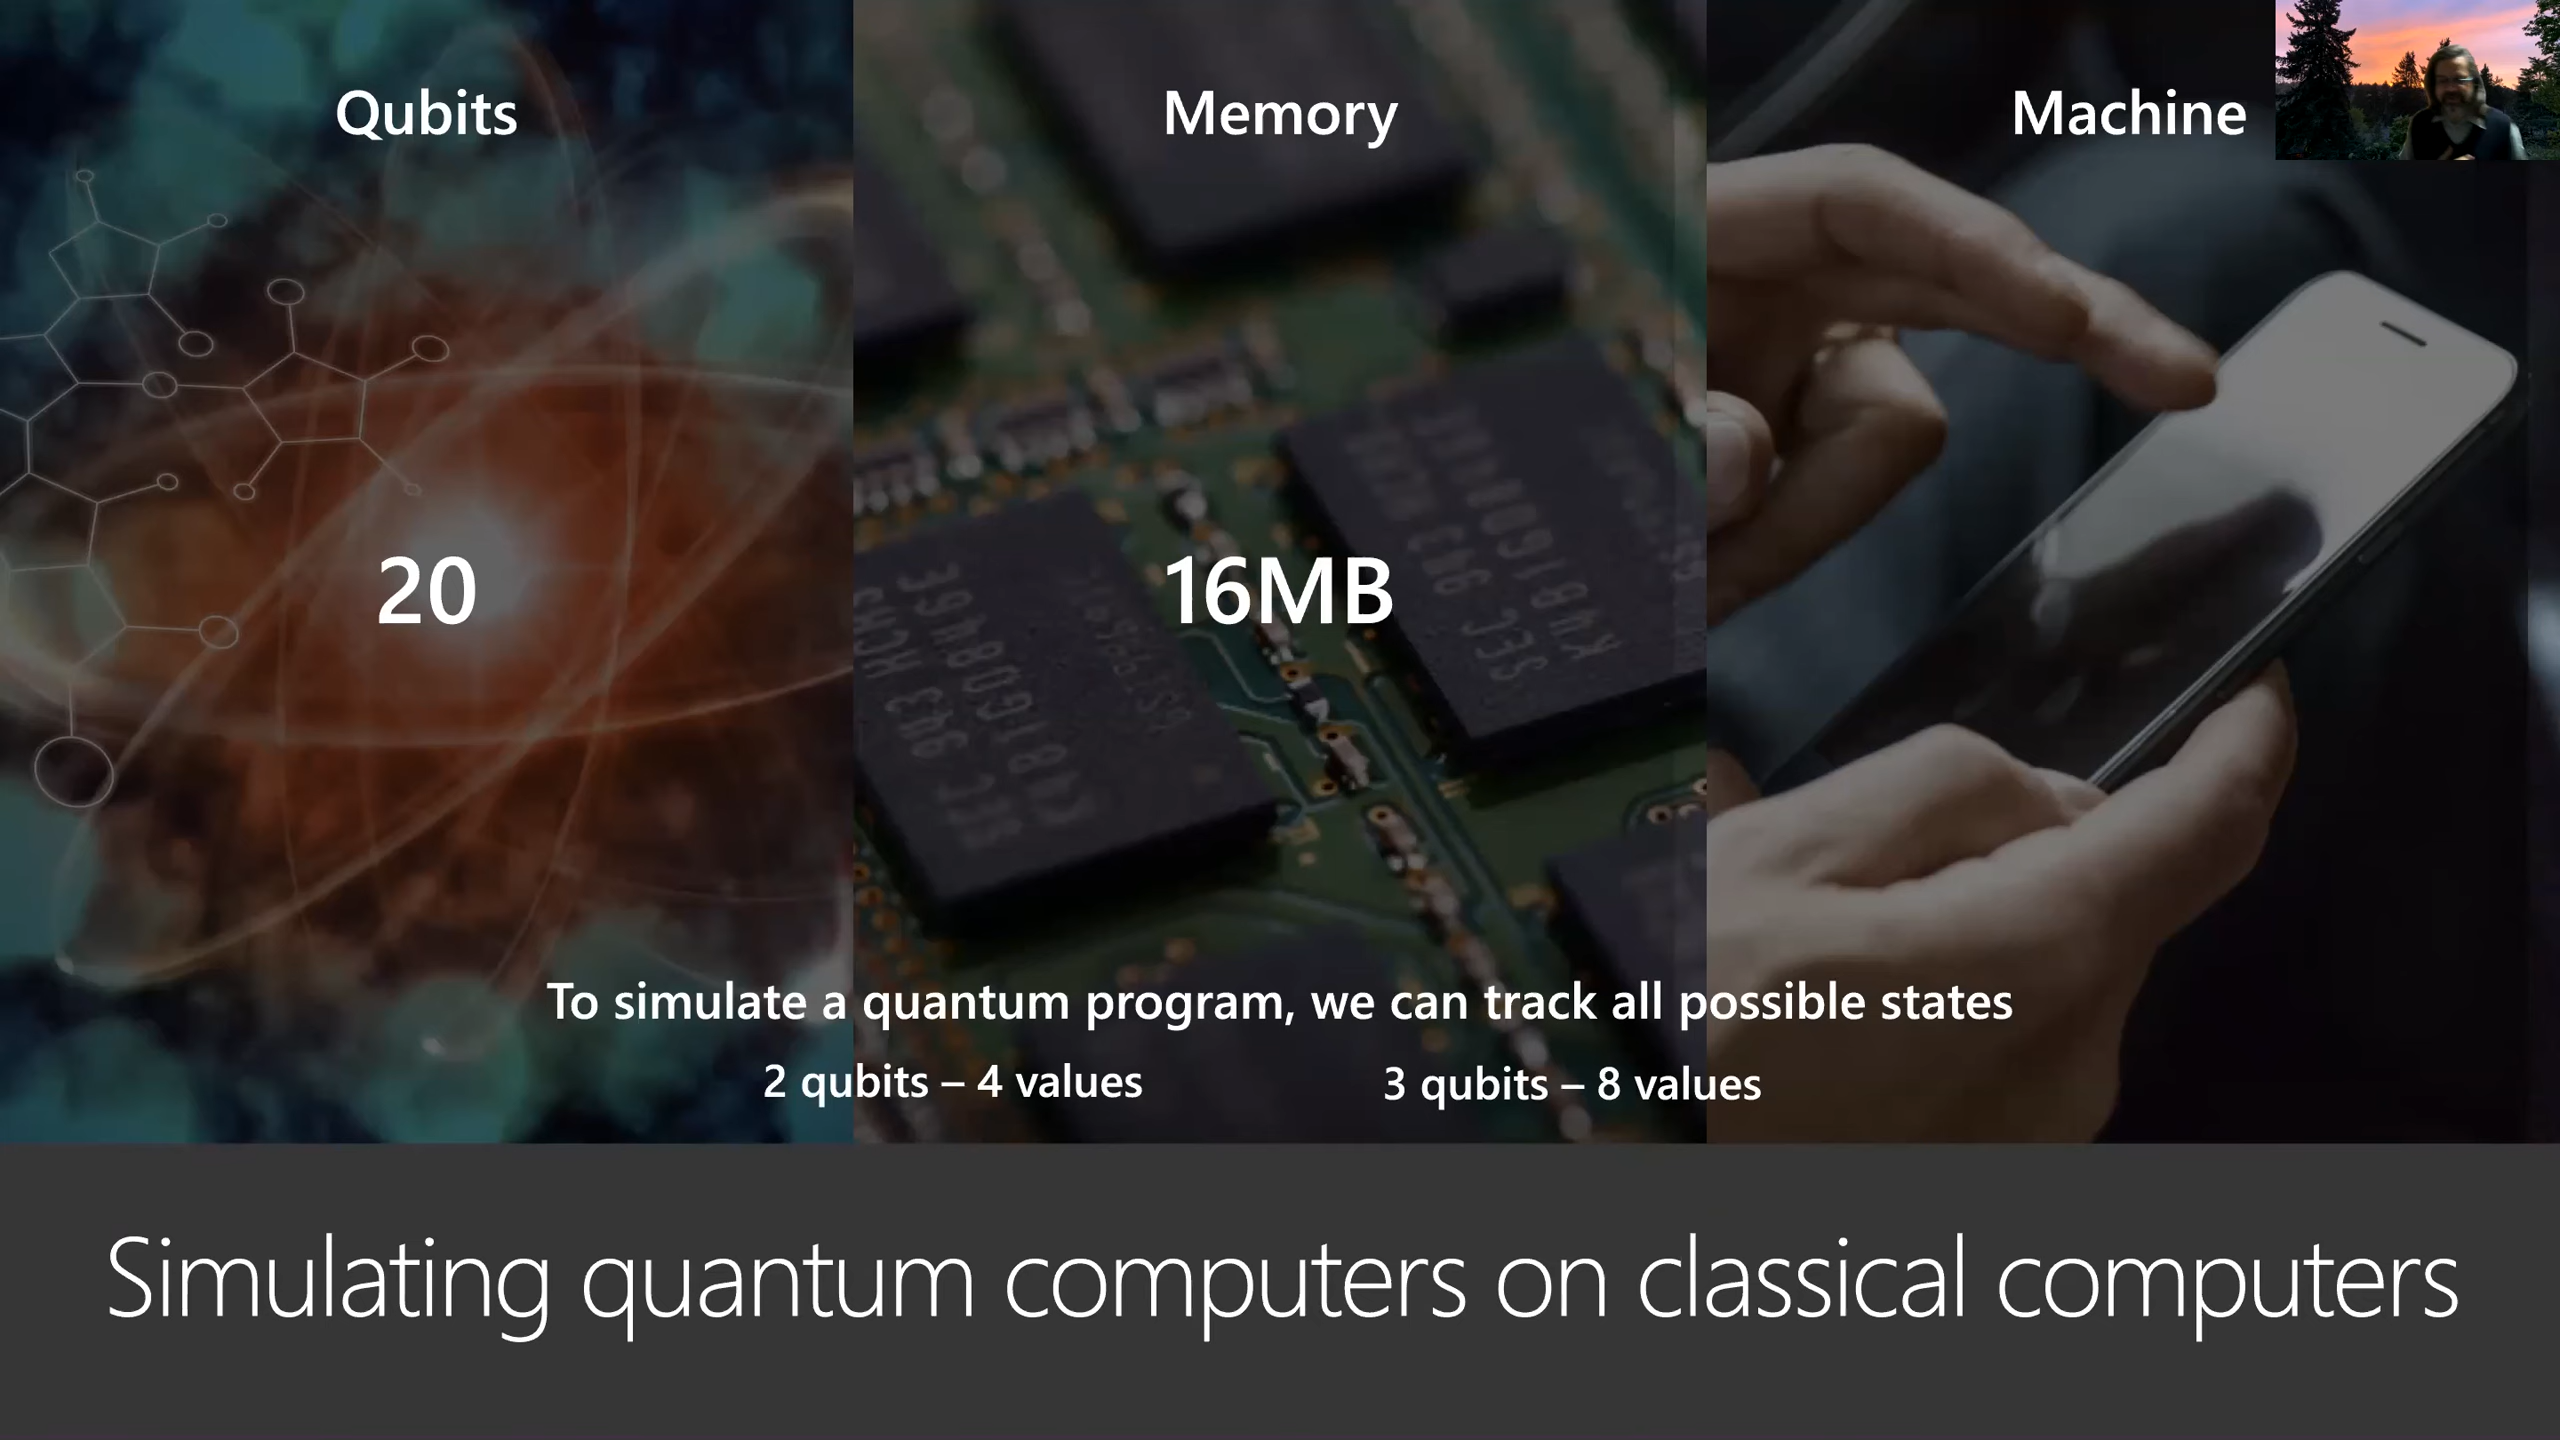 Qubits
Memory
Machine
20
16MB
To simulate a quantum program, we can track all possible states
2 qubits – 4 values
3 qubits – 8 values
Simulating quantum computers on classical computers